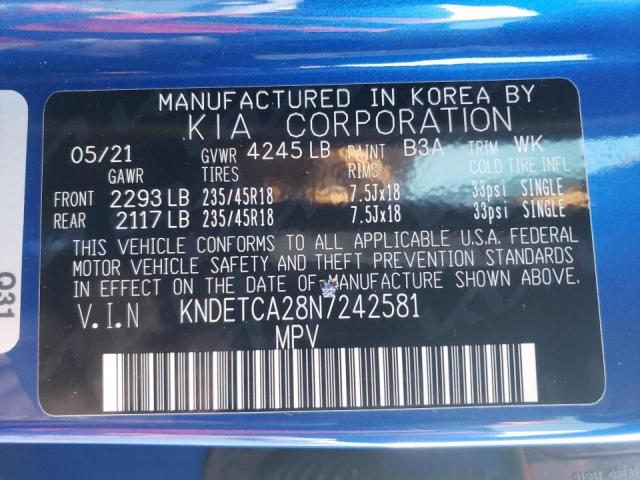 MANUFACTURED IN KOREA BY
KIA CORPORATION
05/21 GVWR 4245 LB PAINT B3A TRIM WK
GAWR TIRES RIMS COLD TIRE INFL
FRONT 2293 LB 235/45R18 7.5Jx18 33psi SINGLE
REAR 2117 LB 235/45R18 7.5Jx18 33psi SINGLE
THIS VEHICLE CONFORMS TO ALL APPLICABLE U.S.A. FEDERAL
MOTOR VEHICLE SAFETY AND THEFT PREVENTION STANDARDS
IN EFFECT ON THE DATE OF MANUFACTURE SHOWN ABOVE.
V.I.N KNDETCA28N7242581
MPV
Q31